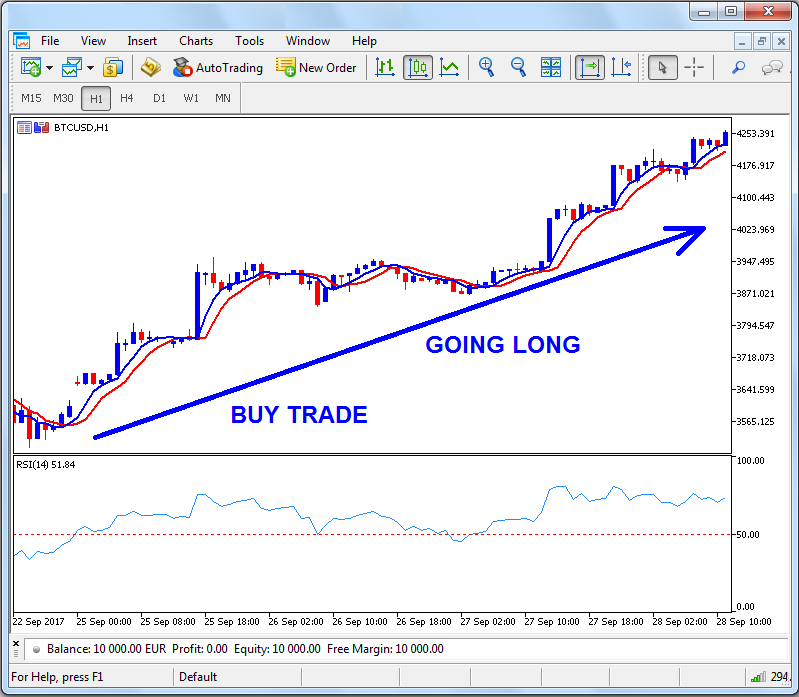 File View Insert Charts Tools Window Help
AutoTrading New Order
M15 M30 H1 H4 D1 W1 MN
BTCUSD,H1
4253.391
4176.917
4100.443
4023.969
3947.495
3871.021
3794.547
3718.073
3641.599
3565.125
GOING LONG
BUY TRADE
RSI(14) 51.84
100.00
50.00
0.00
22 Sep 2017 25 Sep 00:00 25 Sep 08:00 25 Sep 18:00 26 Sep 02:00 26 Sep 10:00 26 Sep 18:00 27 Sep 02:00 27 Sep 10:00 27 Sep 18:00 28 Sep 02:00 28 Sep 10:00
Balance: 10 000.00 EUR Profit: 0.00 Equity: 10 000.00 Free Margin: 10 000.00
For Help, press F1 Default 294